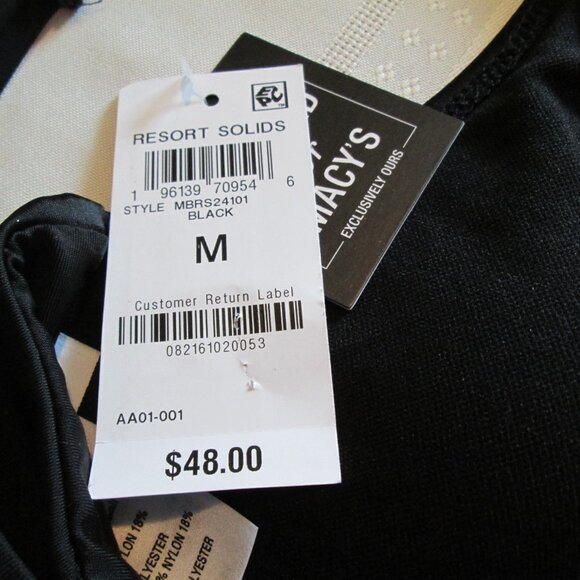 RESORT SOLIDS
1 96139 70954 6
STYLE MBRS24101
BLACK
M
Customer Return Label
082161020053
AA01-001
$48.00
MACY'S
EXCLUSIVELY OURS
NYLON 18%
POLYESTER
NYLON 18%